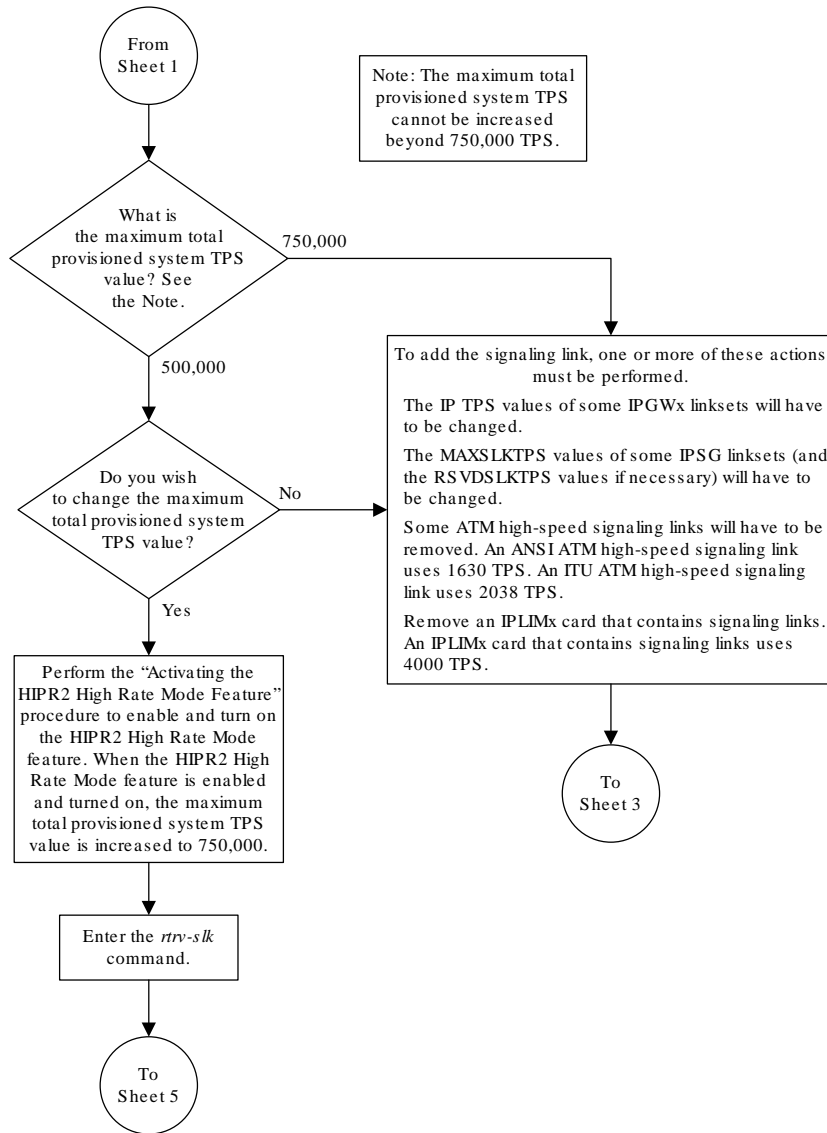 From
Sheet 1
Note: The maximum total
provisioned system TPS
cannot be increased
beyond 750,000 TPS.
What is
the maximum total
provisioned system TPS
value? See
the Note.
750,000
500,000
To add the signaling link, one or more of these actions
must be performed.
The IP TPS values of some IPGWx linksets will have
to be changed.
The MAXSLKTPS values of some IPSG linksets (and
the RSVDSLKTPS values if necessary) will have to
be changed.
Some ATM high-speed signaling links will have to be
removed. An ANSI ATM high-speed signaling link
uses 1630 TPS. An ITU ATM high-speed signaling
link uses 2038 TPS.
Remove an IPLIMx card that contains signaling links.
An IPLIMx card that contains signaling links uses
4000 TPS.
Do you wish
to change the maximum
total provisioned system
TPS value?
No
Yes
Perform the “Activating the
HIPR2 High Rate Mode Feature”
procedure to enable and turn on
the HIPR2 High Rate Mode
feature. When the HIPR2 High
Rate Mode feature is enabled
and turned on, the maximum
total provisioned system TPS
value is increased to 750,000.
To
Sheet 3
Enter the rtrv-slk
command.
To
Sheet 5